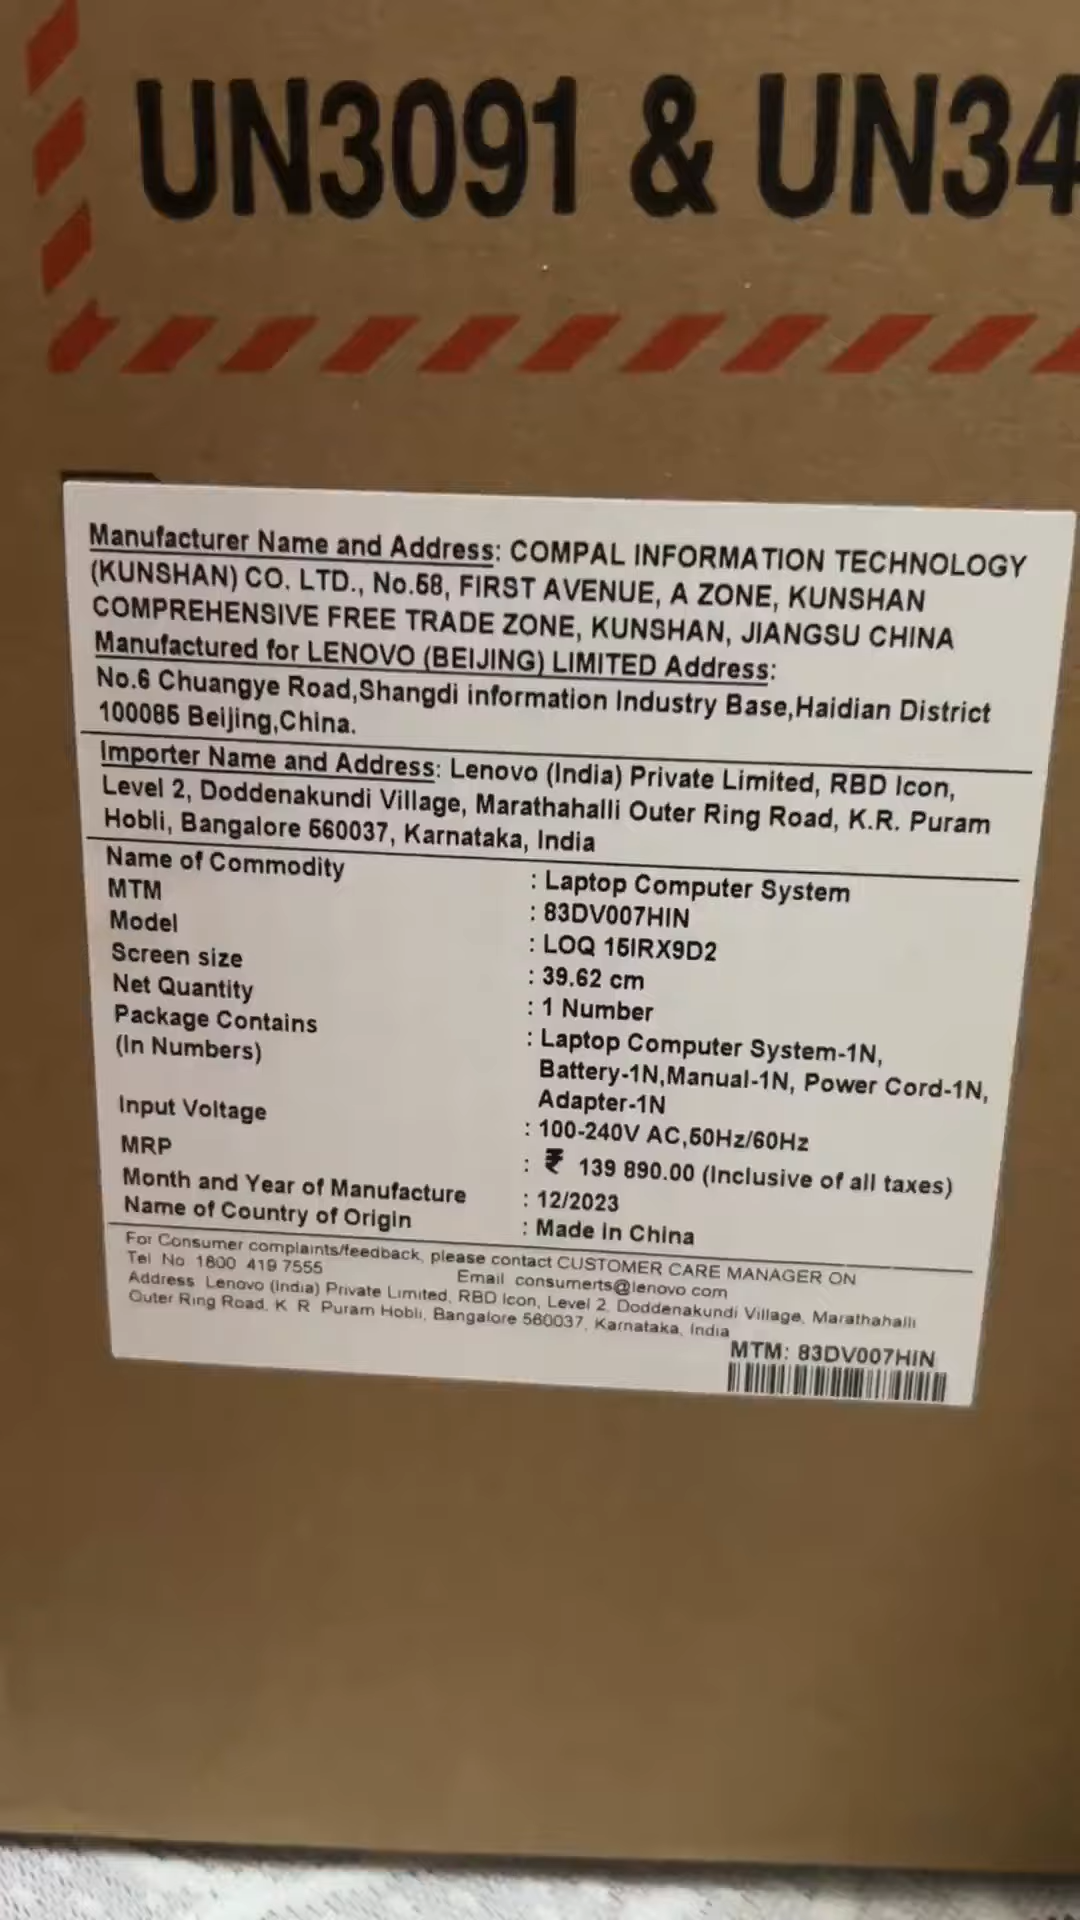 UN3091 & UN34
Manufacturer Name and Address: COMPAL INFORMATION TECHNOLOGY
(KUNSHAN) CO. LTD., No.58, FIRST AVENUE, A ZONE, KUNSHAN
COMPREHENSIVE FREE TRADE ZONE, KUNSHAN, JIANGSU CHINA
Manufactured for LENOVO (BEIJING) LIMITED Address:
No.6 Chuangye Road,Shangdi information Industry Base,Haidian District
100085 Beijing,China.
Importer Name and Address: Lenovo (India) Private Limited, RBD Icon,
Level 2, Doddenakundi Village, Marathahalli Outer Ring Road, K.R. Puram
Hobli, Bangalore 560037, Karnataka, India
Name of Commodity : Laptop Computer System
MTM : 83DV007HIN
Model : LOQ 15IRX9D2
Screen size : 39.62 cm
Net Quantity : 1 Number
Package Contains : Laptop Computer System-1N,
(In Numbers) Battery-1N,Manual-1N, Power Cord-1N,
Adapter-1N
Input Voltage : 100-240V AC,50Hz/60Hz
MRP : ₹ 139 890.00 (Inclusive of all taxes)
Month and Year of Manufacture : 12/2023
Name of Country of Origin : Made in China
For Consumer complaints/feedback, please contact CUSTOMER CARE MANAGER ON
Tel No 1800 419 7555 Email consumerts@lenovo com
Address Lenovo (India) Private Limited, RBD Icon, Level 2, Doddenakundi Village, Marathahalli
Outer Ring Road, K R Puram Hobli, Bangalore 560037, Karnataka, India
MTM: 83DV007HIN